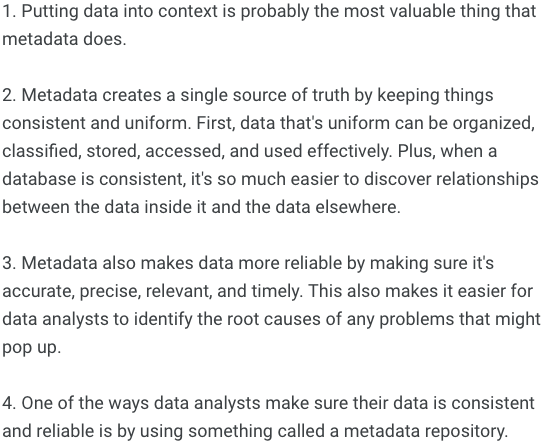 1. Putting data into context is probably the most valuable thing that
metadata does.
2. Metadata creates a single source of truth by keeping things
consistent and uniform. First, data that's uniform can be organized,
classified, stored, accessed, and used effectively. Plus, when a
database is consistent, it's so much easier to discover relationships
between the data inside it and the data elsewhere.
3. Metadata also makes data more reliable by making sure it's
accurate, precise, relevant, and timely. This also makes it easier for
data analysts to identify the root causes of any problems that might
pop up.
4. One of the ways data analysts make sure their data is consistent
and reliable is by using something called a metadata repository.